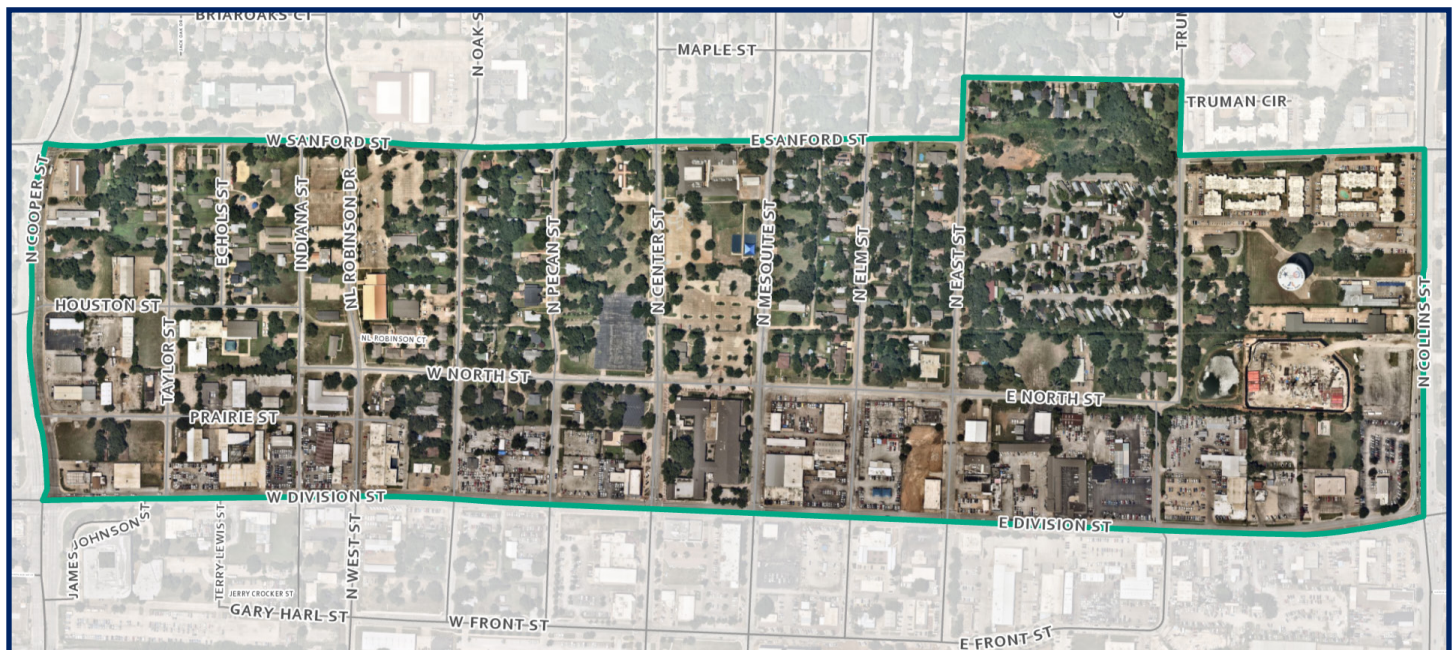 BRIAROAKS CT
N OAK S
MAPLE ST
TRUM
TRUMAN CIR
W SANFORD ST
E SANFORD ST
N COOPER ST
ECHOLS ST
INDIANA ST
NL ROBINSON DR
N PECAN ST
N CENTER ST
N MESQUITE ST
N ELM ST
N EAST ST
N COLLINS ST
HOUSTON ST
TAYLOR ST
NL ROBINSON CT
W NORTH ST
E NORTH ST
PRAIRIE ST
W DIVISION ST
E DIVISION ST
JAMES JOHNSON ST
TERRY LEWIS ST
N WEST ST
JERRY CROCKER ST
GARY HARL ST
W FRONT ST
E FRONT ST